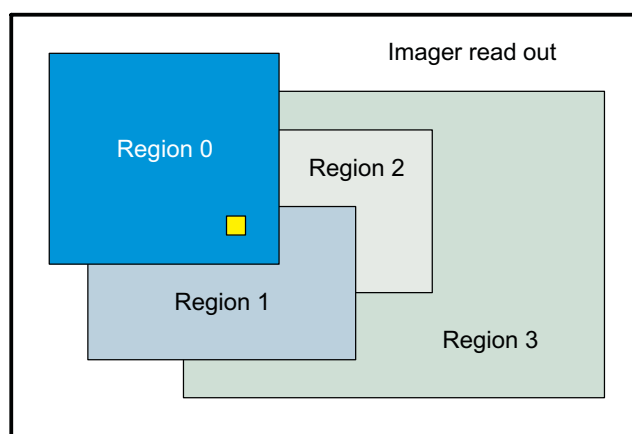 Imager read out
Region 0
Region 2
Region 1
Region 3